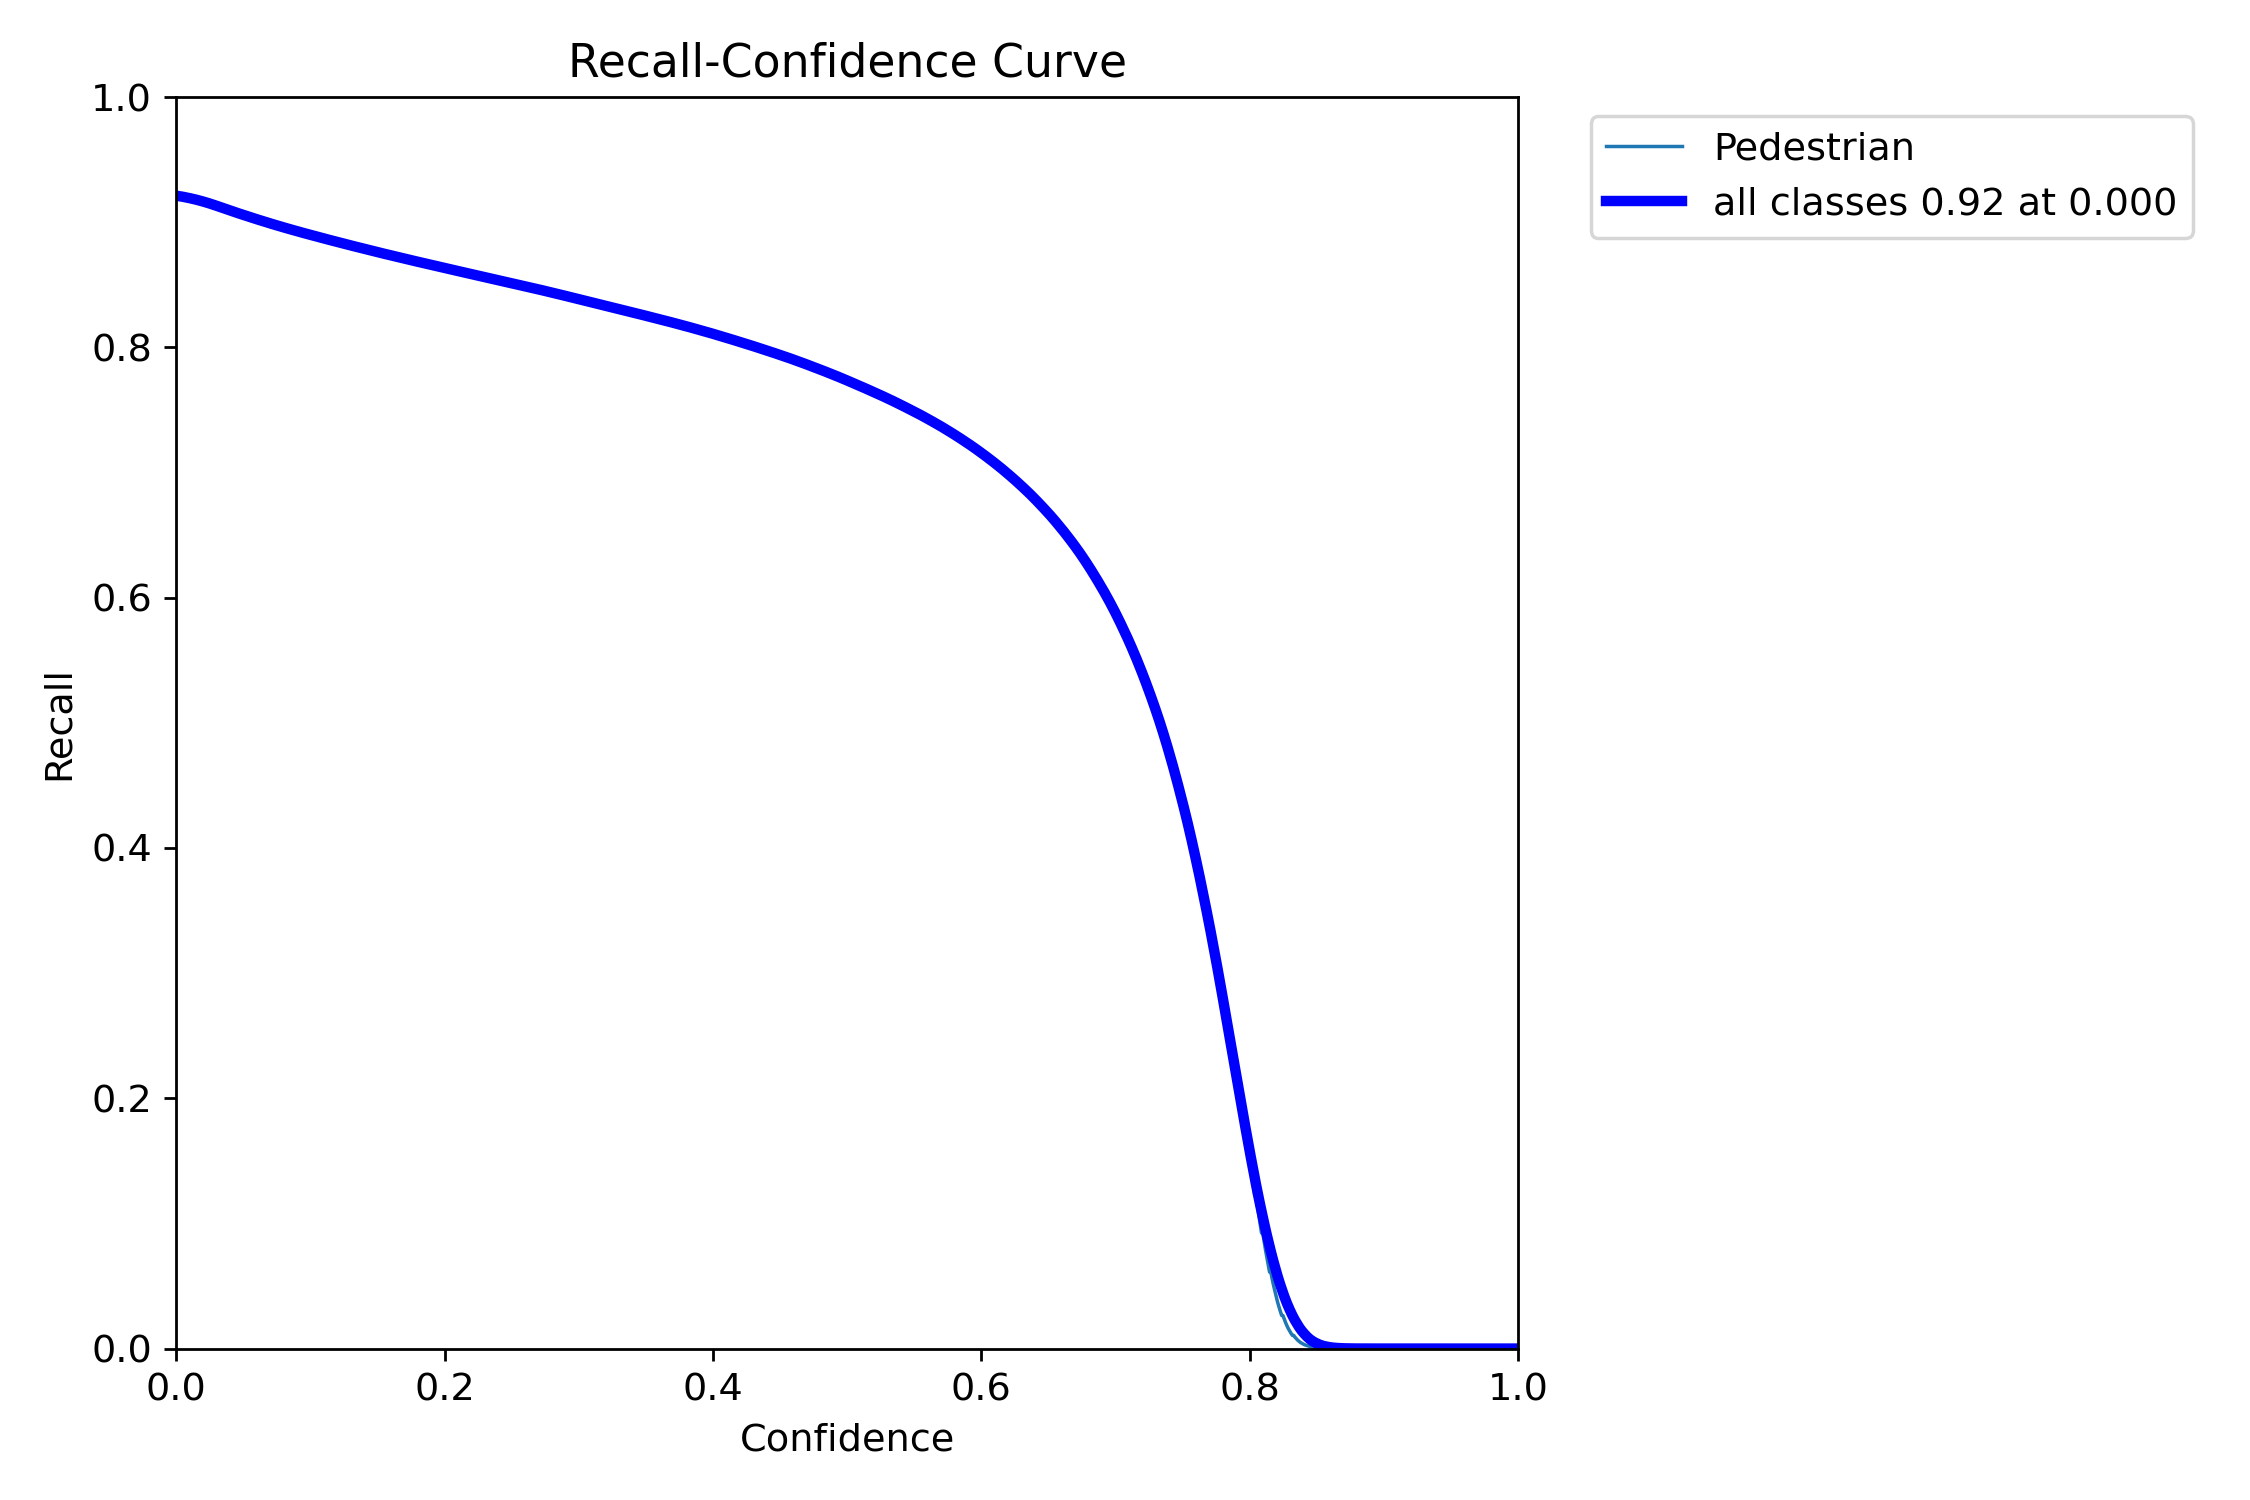 Recall-Confidence Curve
1.0
0.8
0.6
0.4
0.2
0.0
Recall
0.0 0.2 0.4 0.6 0.8 1.0
Confidence
Pedestrian
all classes 0.92 at 0.000